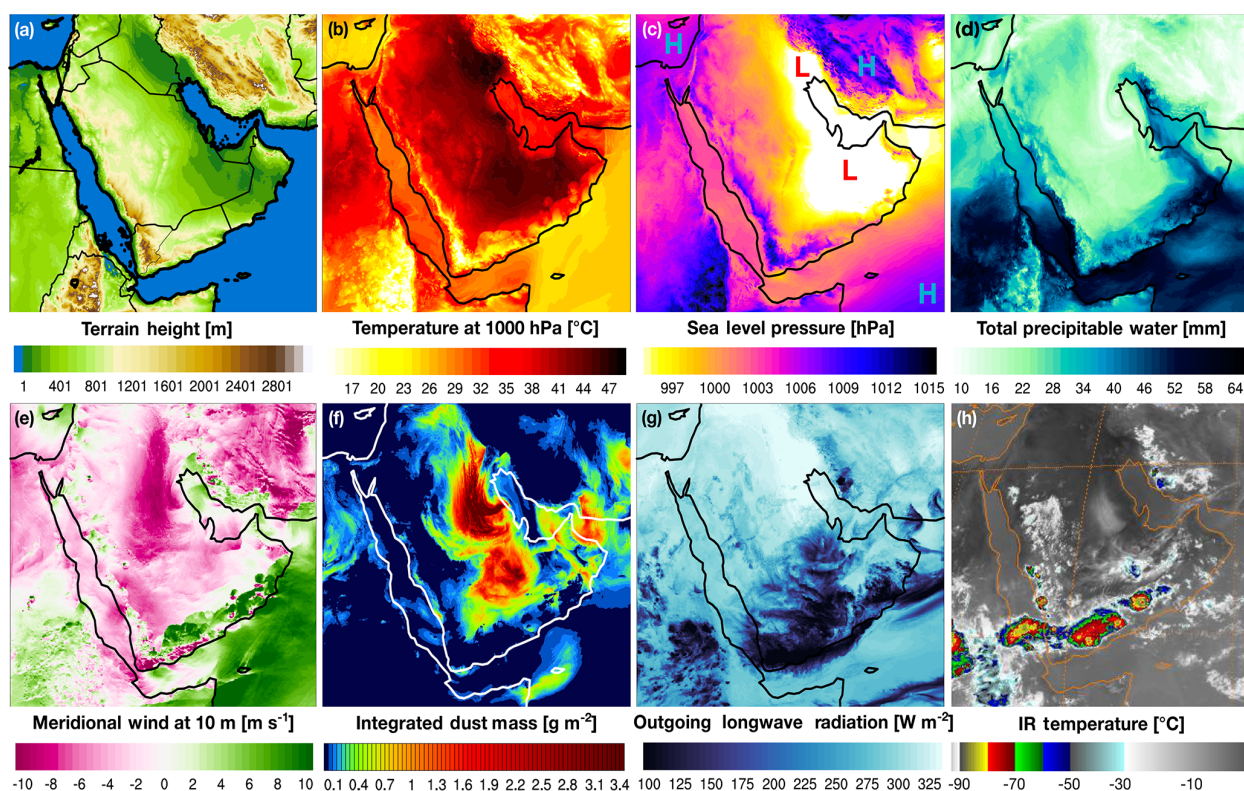 (a)
(b)
(c)
H
L
H
L
H
(d)
Terrain height [m]
Temperature at 1000 hPa [°C]
Sea level pressure [hPa]
Total precipitable water [mm]
1 401 801 1201 1601 2001 2401 2801
17 20 23 26 29 32 35 38 41 44 47
997 1000 1003 1006 1009 1012 1015
10 16 22 28 34 40 46 52 58 64
(e)
(f)
(g)
(h)
Meridional wind at 10 m [m s⁻¹]
Integrated dust mass [g m⁻²]
Outgoing longwave radiation [W m⁻²]
IR temperature [°C]
-10 -8 -6 -4 -2 0 2 4 6 8 10
0.1 0.4 0.7 1 1.3 1.6 1.9 2.2 2.5 2.8 3.1 3.4
100 125 150 175 200 225 250 275 300 325
-90 -70 -50 -30 -10